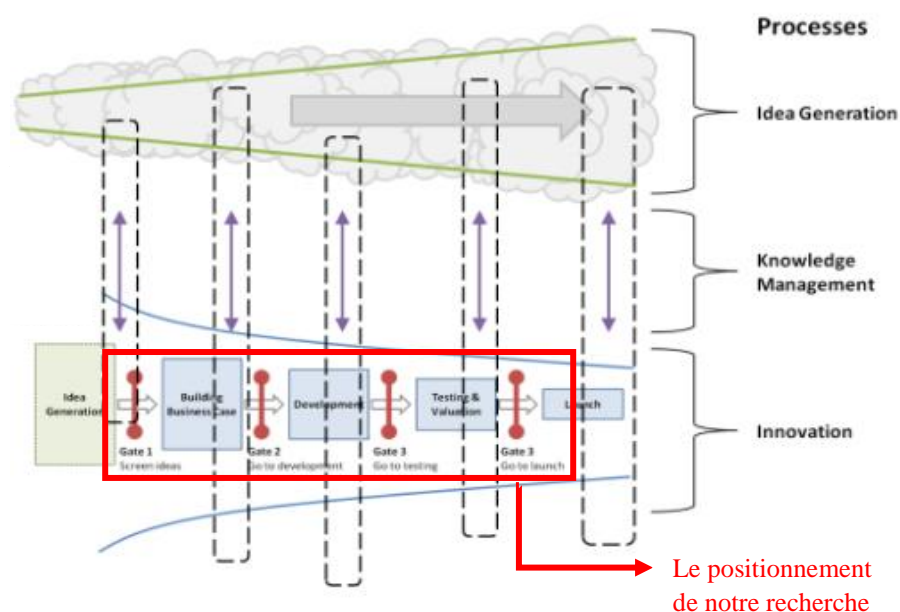 Processes
Idea Generation
Knowledge
Management
Idea
Generation
Building
Business Case
Development
Testing &
Valuation
Launch
Innovation
Gate 1
Screen ideas
Gate 2
Go to development
Gate 3
Go to testing
Gate 3
Go to launch
Le positionnement
de notre recherche